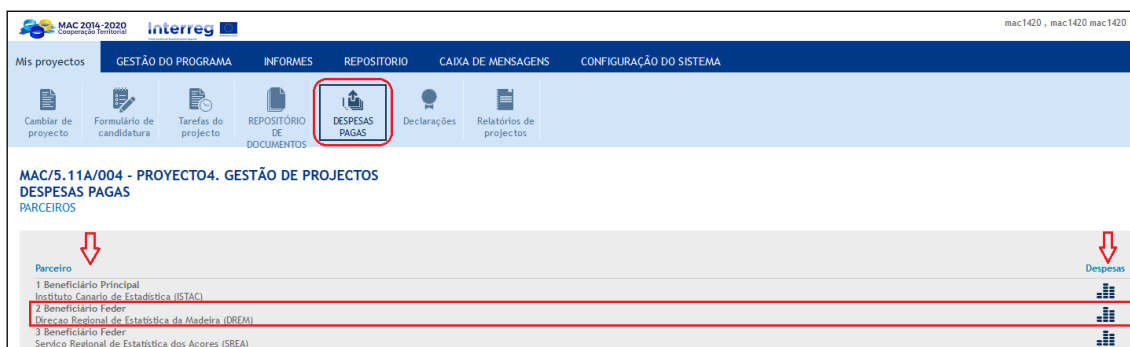 MAC 2014-2020
Cooperação Territorial
Interreg
mac1420 , mac1420 mac1420
Mis proyectos GESTÃO DO PROGRAMA INFORMES REPOSITORIO CAIXA DE MENSAGENS CONFIGURAÇÃO DO SISTEMA
Cambiar de proyecto
Formulário de candidatura
Tarefas do projecto
REPOSITÓRIO DE DOCUMENTOS
DESPESAS PAGAS
Declarações
Relatórios de projectos
MAC/5.11A/004 - PROYECTO4. GESTÃO DE PROJECTOS
DESPESAS PAGAS
PARCEIROS
Parceiro Despesas
1 Beneficiário Principal
Instituto Canario de Estadística (ISTAC)
2 Beneficiário Feder
Direçao Regional de Estatística da Madeira (DREM)
3 Beneficiário Feder
Serviço Regional de Estatística dos Açores (SREA)